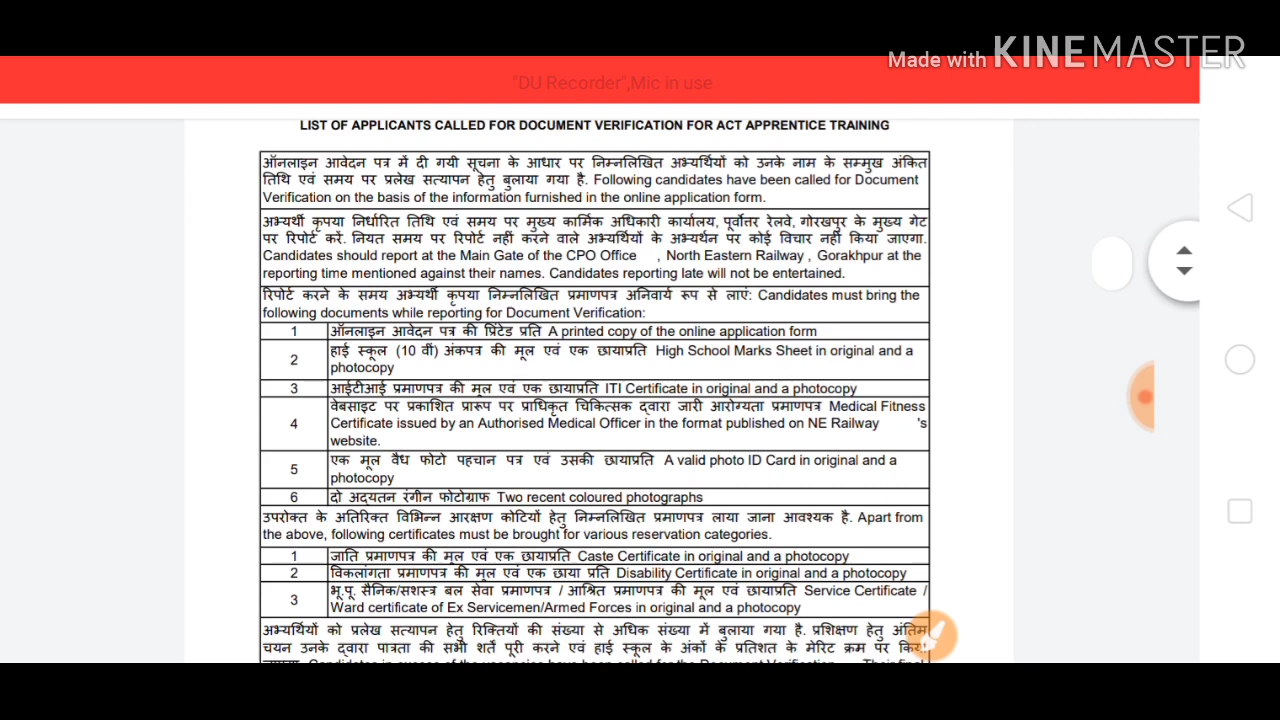 Made with KINEMASTER
"DU Recorder",Mic in use
LIST OF APPLICANTS CALLED FOR DOCUMENT VERIFICATION FOR ACT APPRENTICE TRAINING
ऑनलाइन आवेदन पत्र में दी गयी सूचना के आधार पर निम्नलिखित अभ्यर्थियों को उनके नाम के सम्मुख अंकित
तिथि एवं समय पर प्रलेख सत्यापन हेतु बुलाया गया है. Following candidates have been called for Document
Verification on the basis of the information furnished in the online application form.
अभ्यर्थी कृपया निर्धारित तिथि एवं समय पर मुख्य कार्मिक अधिकारी कार्यालय, पूर्वोत्तर रेलवे, गोरखपुर के मुख्य गेट
पर रिपोर्ट करें. नियत समय पर रिपोर्ट नहीं करने वाले अभ्यर्थियों के अभ्यर्थन पर कोई विचार नहीं किया जाएगा.
Candidates should report at the Main Gate of the CPO Office , North Eastern Railway , Gorakhpur at the
reporting time mentioned against their names. Candidates reporting late will not be entertained.
रिपोर्ट करने के समय अभ्यर्थी कृपया निम्नलिखित प्रमाणपत्र अनिवार्य रूप से लाएं: Candidates must bring the
following documents while reporting for Document Verification:
1 ऑनलाइन आवेदन पत्र की प्रिंटेड प्रति A printed copy of the online application form
2 हाई स्कूल (10 वीं) अंकपत्र की मूल एवं एक छायाप्रति High School Marks Sheet in original and a
photocopy
3 आईटीआई प्रमाणपत्र की मूल एवं एक छायाप्रति ITI Certificate in original and a photocopy
वेबसाइट पर प्रकाशित प्रारूप पर प्राधिकृत चिकित्सक द्वारा जारी आरोग्यता प्रमाणपत्र Medical Fitness
4 Certificate issued by an Authorised Medical Officer in the format published on NE Railway 's
website.
5 एक मूल वैध फोटो पहचान पत्र एवं उसकी छायाप्रति A valid photo ID Card in original and a
photocopy
6 दो अद्यतन रंगीन फोटोग्राफ Two recent coloured photographs
उपरोक्त के अतिरिक्त विभिन्न आरक्षण कोटियों हेतु निम्नलिखित प्रमाणपत्र लाया जाना आवश्यक है. Apart from
the above, following certificates must be brought for various reservation categories.
1 जाति प्रमाणपत्र की मूल एवं एक छायाप्रति Caste Certificate in original and a photocopy
2 विकलांगता प्रमाणपत्र की मूल एवं एक छाया प्रति Disability Certificate in original and a photocopy
3 भू.पू. सैनिक/सशस्त्र बल सेवा प्रमाणपत्र / आश्रित प्रमाणपत्र की मूल एवं छायाप्रति Service Certificate /
Ward certificate of Ex Servicemen/Armed Forces in original and a photocopy
अभ्यर्थियों को प्रलेख सत्यापन हेतु रिक्तियों की संख्या से अधिक संख्या में बुलाया गया है. प्रशिक्षण हेतु अंतिम
चयन उनके द्वारा पात्रता की सभी शर्तें पूरी करने एवं हाई स्कूल के अंकों के प्रतिशत के मेरिट क्रम पर किया